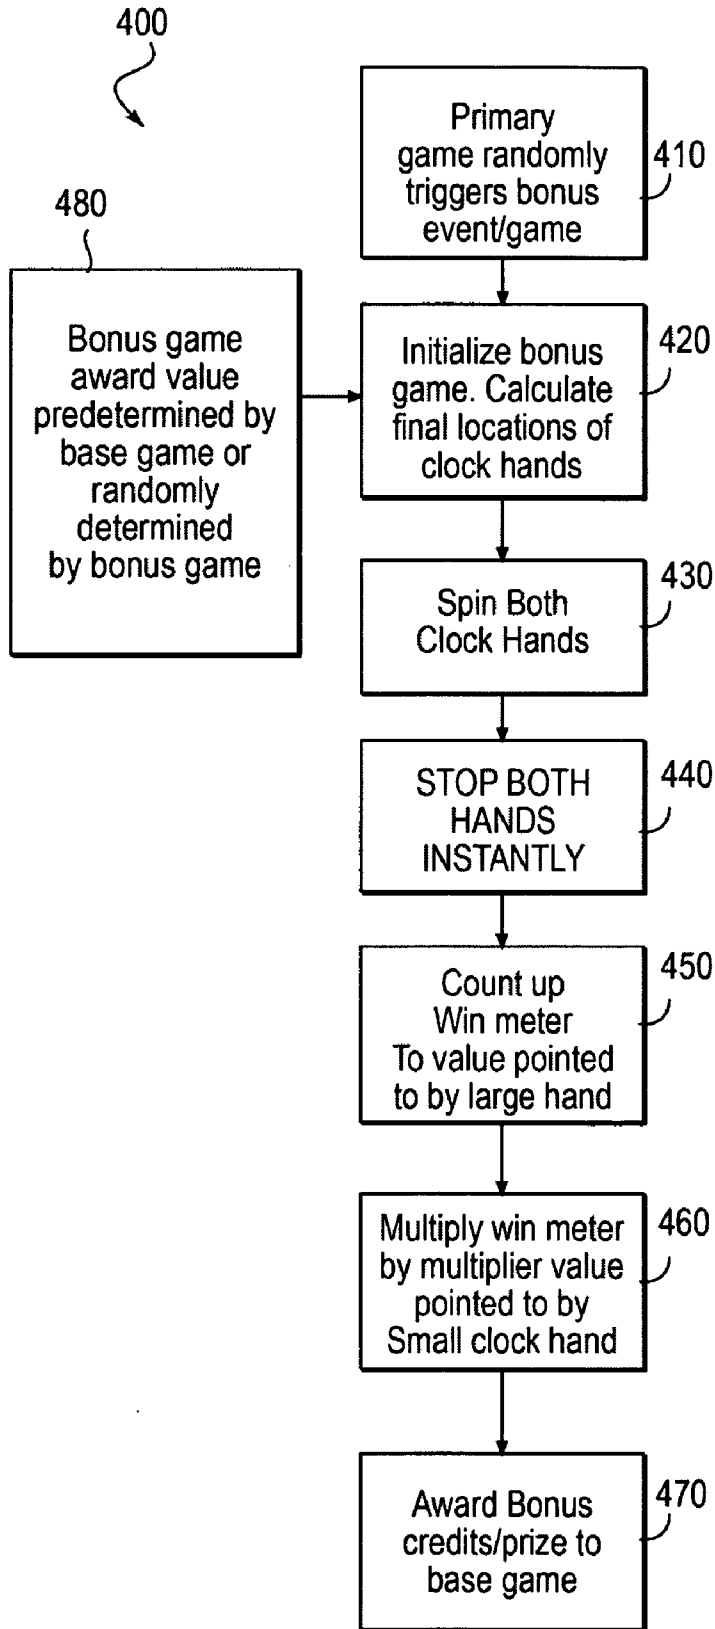 400
Primary
game randomly
triggers bonus
event/game
410
480
Bonus game
award value
predetermined by
base game or
randomly
determined
by bonus game
Initialize bonus
game. Calculate
final locations of
clock hands
420
Spin Both
Clock Hands
430
STOP BOTH
HANDS
INSTANTLY
440
Count up
Win meter
To value pointed
to by large hand
450
Multiply win meter
by multiplier value
pointed to by
Small clock hand
460
Award Bonus
credits/prize to
base game
470